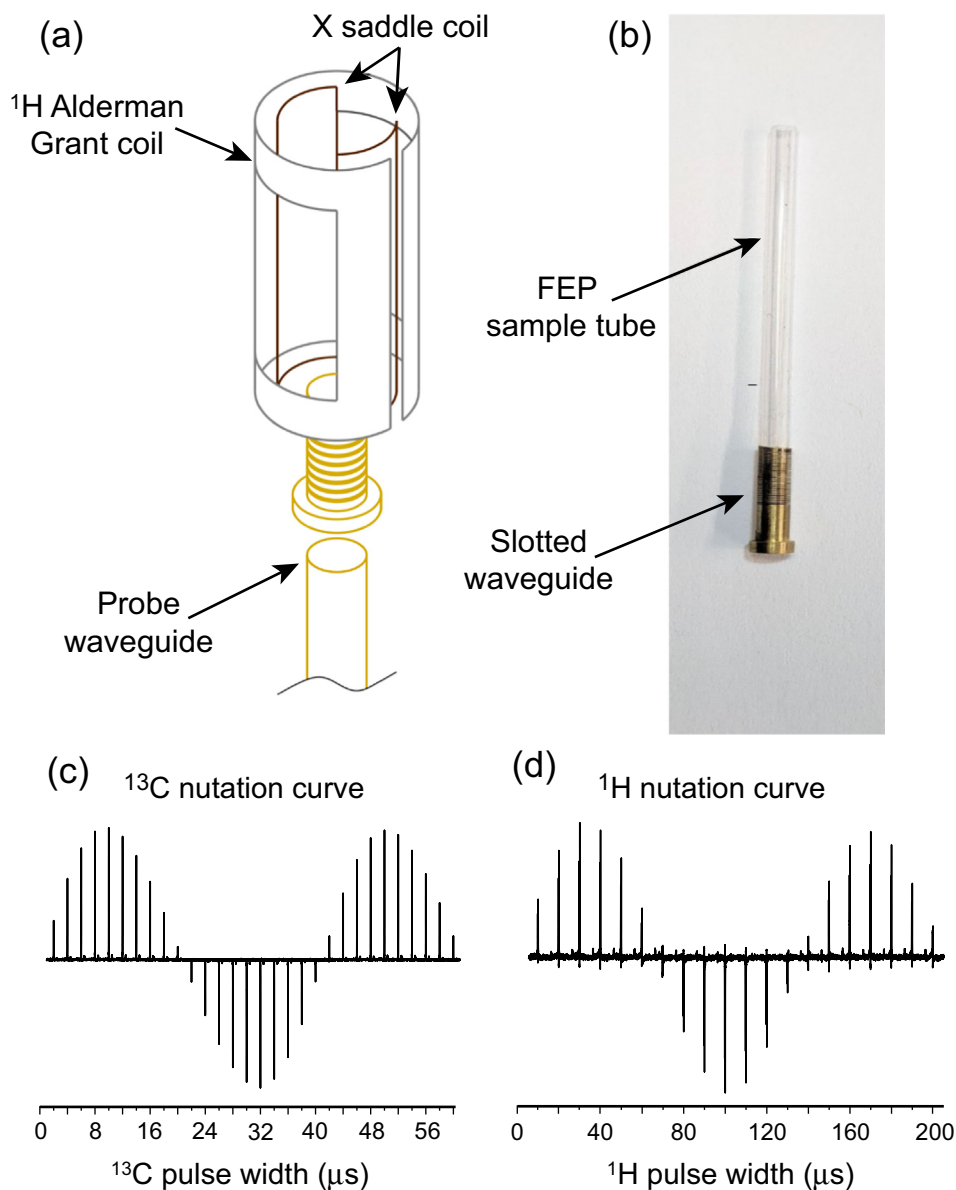 (a)
X saddle coil
¹H Alderman
Grant coil
Probe
waveguide
(b)
FEP
sample tube
Slotted
waveguide
(c)
¹³C nutation curve
0 8 16 24 32 40 48 56
¹³C pulse width (μs)
(d)
¹H nutation curve
0 40 80 120 160 200
¹H pulse width (μs)